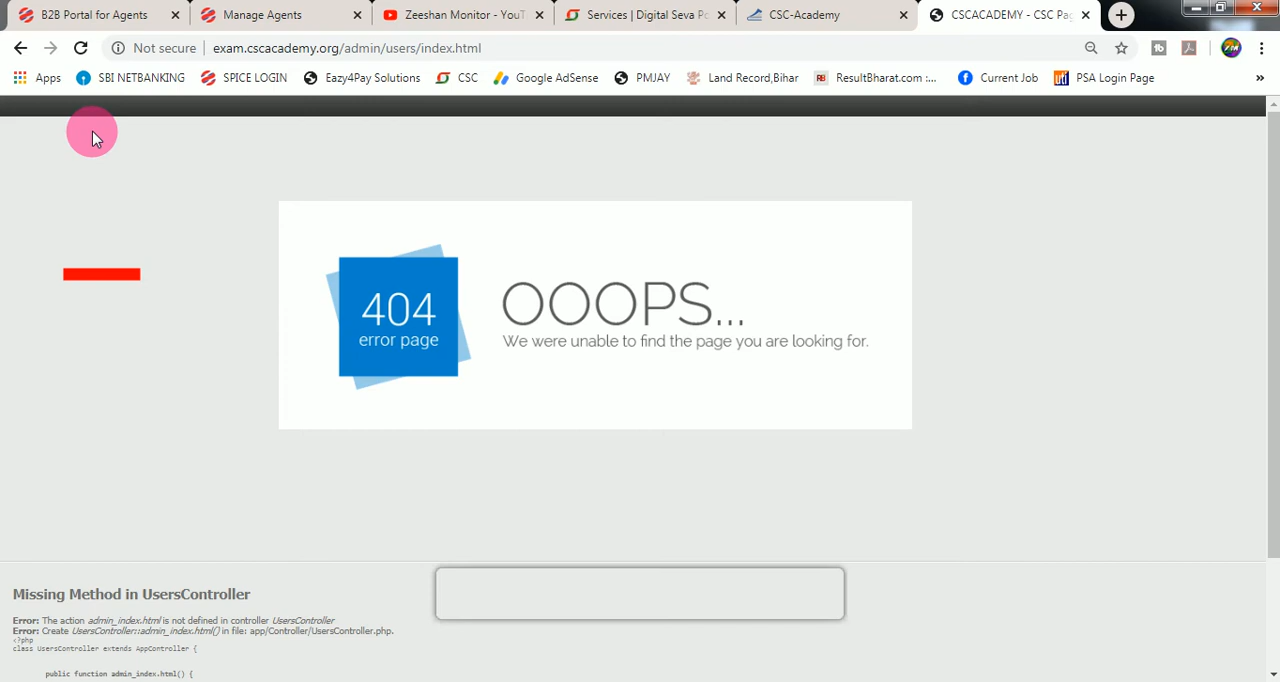 B2B Portal for Agents
Manage Agents
Zeeshan Monitor - YouT
Services | Digital Seva Po
CSC-Academy
CSCACADEMY - CSC Pag
Not secure
exam.cscacademy.org/admin/users/index.html
Apps
SBI NETBANKING
SPICE LOGIN
Eazy4Pay Solutions
CSC
Google AdSense
PMJAY
Land Record,Bihar
RB
ResultBharat.com :...
Current Job
PSA Login Page
»
404
error page
OOOPS...
We were unable to find the page you are looking for.
Missing Method in UsersController
Error: The action admin_index.html is not defined in controller UsersController
Error: Create UsersController::admin_index.html() in file: app/Controller/UsersController.php.
<?php
class UsersController extends AppController {
public function admin_index.html() {